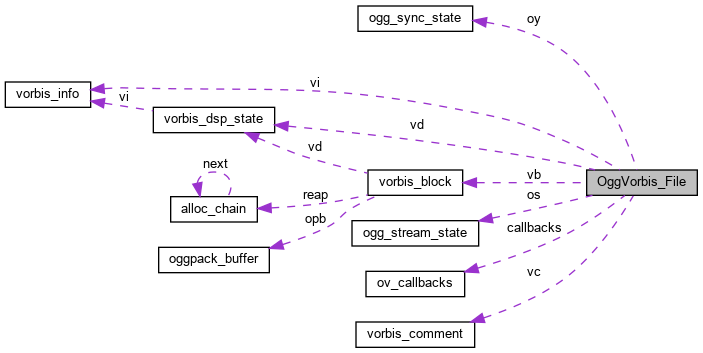 ogg_sync_state
oy
vorbis_info
vi
vi
vorbis_dsp_state
vd
vd
next
vorbis_block
vb
OggVorbis_File
os
reap
alloc_chain
opb
ogg_stream_state
callbacks
oggpack_buffer
ov_callbacks
vc
vorbis_comment